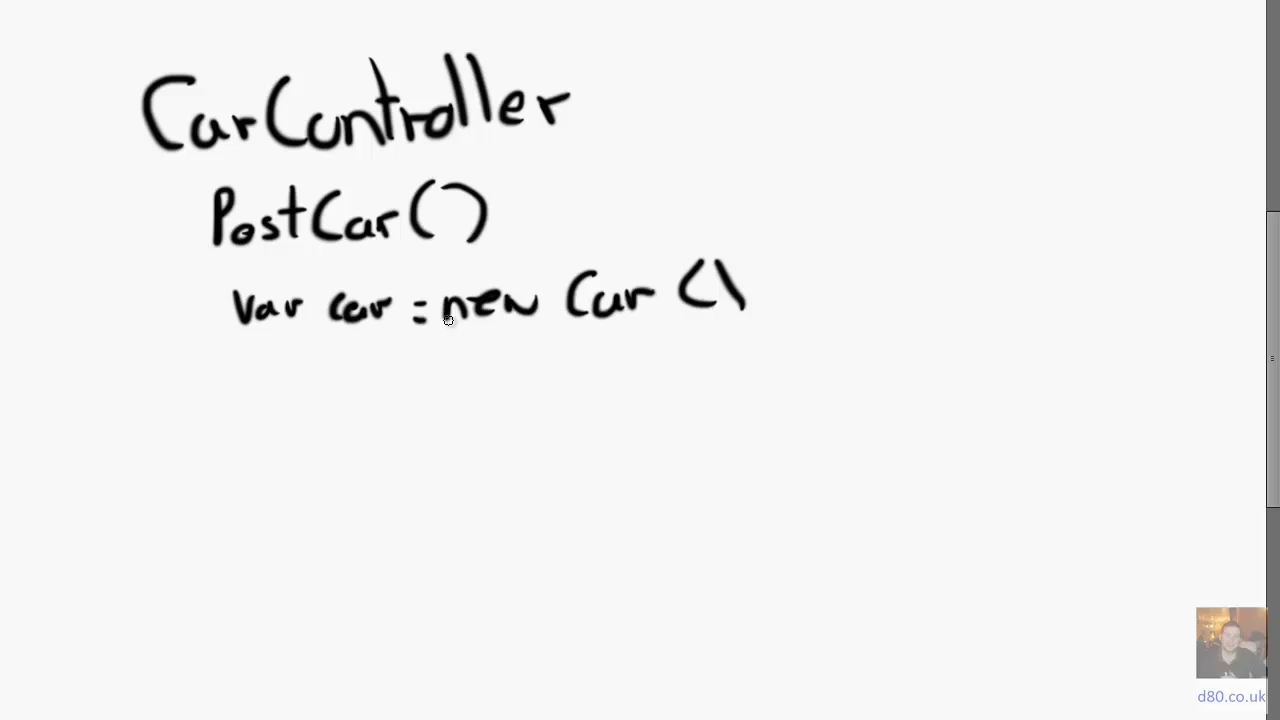 CarController
PostCar()
var car = new Car()
d80.co.uk